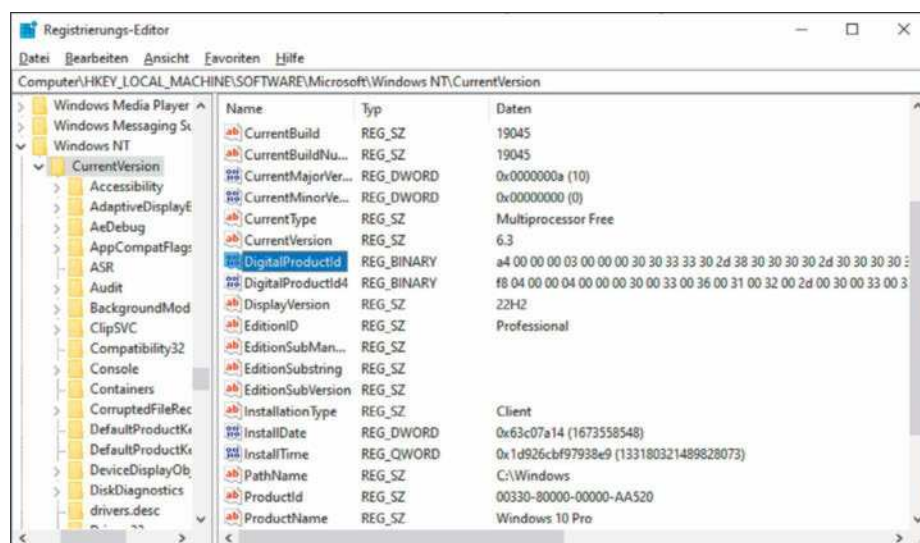 Registrierungs-Editor
Datei Bearbeiten Ansicht Favoriten Hilfe
Computer\HKEY_LOCAL_MACHINE\SOFTWARE\Microsoft\Windows NT\CurrentVersion
Windows Media Player
Windows Messaging Su
Windows NT
CurrentVersion
Accessibility
AdaptiveDisplayB
AeDebug
AppCompatFlags
ASR
Audit
BackgroundMod
ClipSVC
Compatibility32
Console
Containers
CorruptedFileRec
DefaultProductKe
DefaultProductKe
DeviceDisplayObj
DiskDiagnostics
drivers.desc
Name Typ Daten
CurrentBuild REG_SZ 19045
CurrentBuildNu... REG_SZ 19045
CurrentMajorVer... REG_DWORD 0x0000000a (10)
CurrentMinorVe... REG_DWORD 0x00000000 (0)
CurrentType REG_SZ Multiprocessor Free
CurrentVersion REG_SZ 6.3
DigitalProductId REG_BINARY a4 00 00 00 03 00 00 00 30 30 33 33 30 2d 38 30 30 30 30 2d 30 30 30 30 3
DigitalProductId4 REG_BINARY f8 04 00 00 04 00 00 00 30 00 33 00 36 00 31 00 32 00 2d 00 30 00 33 00 3
DisplayVersion REG_SZ 22H2
EditionID REG_SZ Professional
EditionSubMan... REG_SZ
EditionSubstring REG_SZ
EditionSubVersion REG_SZ
InstallationType REG_SZ Client
InstallDate REG_DWORD 0x63c07a14 (1673558548)
InstallTime REG_QWORD 0x1d926cbf97938e9 (133180321489828073)
PathName REG_SZ C:\Windows
ProductId REG_SZ 00330-80000-00000-AA520
ProductName REG_SZ Windows 10 Pro